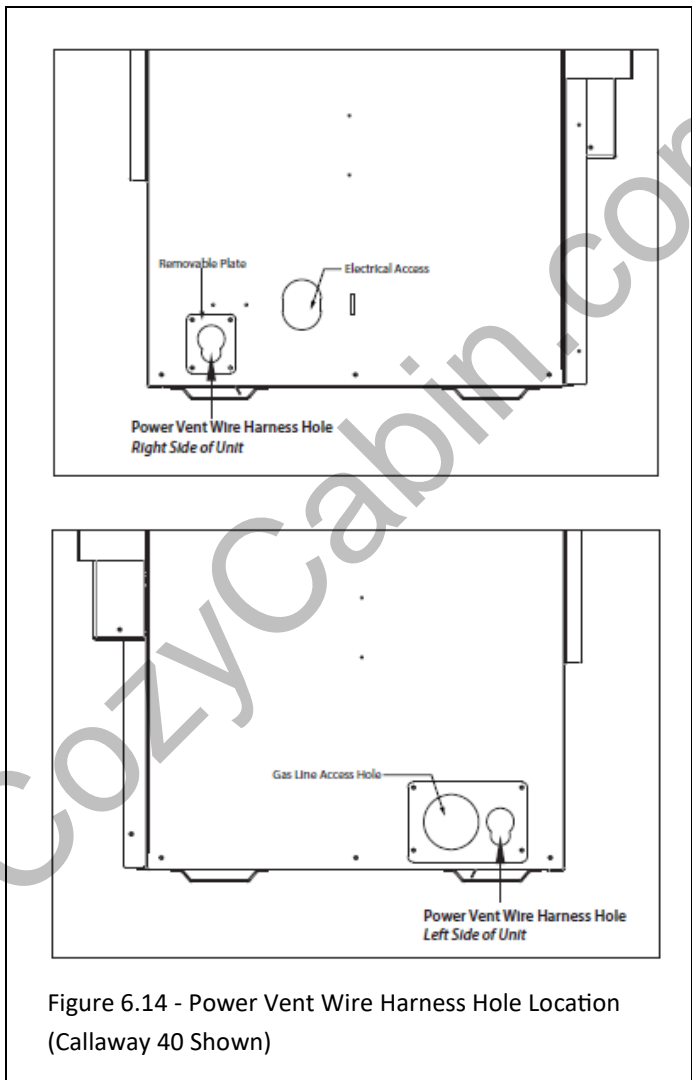 Removable Plate
Electrical Access
Power Vent Wire Harness Hole
Right Side of Unit
Gas Line Access Hole
Power Vent Wire Harness Hole
Left Side of Unit
Figure 6.14 - Power Vent Wire Harness Hole Location
(Callaway 40 Shown)
CozyCabin.com